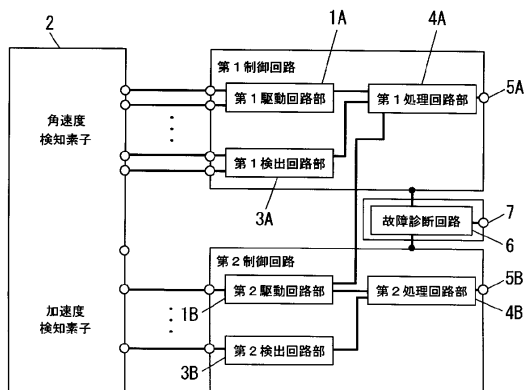 2
角速度
検知素子
加速度
検知素子
1A
4A
第1制御回路
第1駆動回路部
第1処理回路部
5A
第1検出回路部
3A
故障診断回路
7
6
第2制御回路
第2駆動回路部
第2処理回路部
5B
1B
4B
第2検出回路部
3B